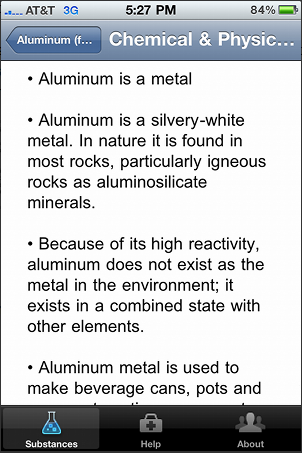 AT&T 3G 5:27 PM 84%
Aluminum (f... Chemical & Physic...
• Aluminum is a metal
• Aluminum is a silvery-white
metal. In nature it is found in
most rocks, particularly igneous
rocks as aluminosilicate
minerals.
• Because of its high reactivity,
aluminum does not exist as the
metal in the environment; it
exists in a combined state with
other elements.
• Aluminum metal is used to
make beverage cans, pots and
Substances Help About